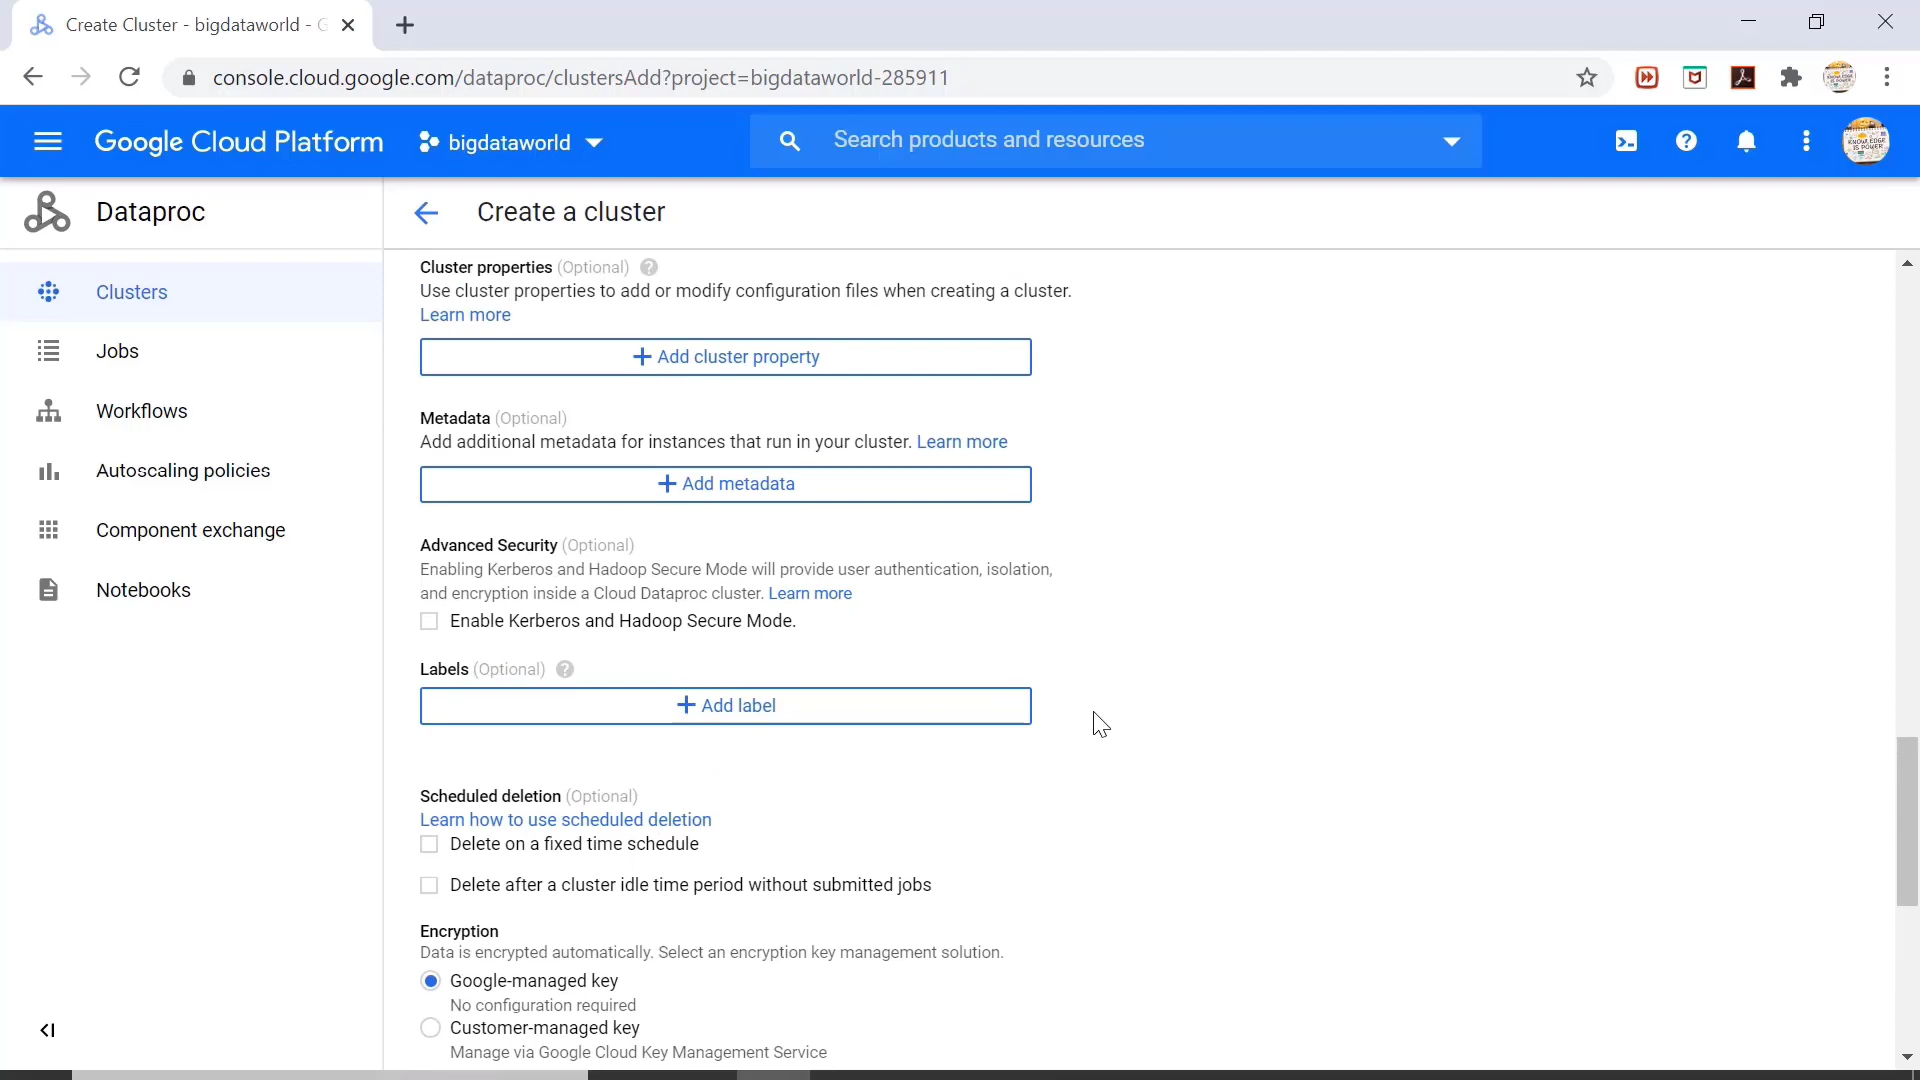 Create Cluster - bigdataworld - G
console.cloud.google.com/dataproc/clustersAdd?project=bigdataworld-285911
Google Cloud Platform
bigdataworld
Search products and resources
KNOWLEDGE
IS POWER
Dataproc
Create a cluster
Clusters
Jobs
Workflows
Autoscaling policies
Component exchange
Notebooks
Cluster properties (Optional)
Use cluster properties to add or modify configuration files when creating a cluster.
Learn more
+ Add cluster property
Metadata (Optional)
Add additional metadata for instances that run in your cluster. Learn more
+ Add metadata
Advanced Security (Optional)
Enabling Kerberos and Hadoop Secure Mode will provide user authentication, isolation,
and encryption inside a Cloud Dataproc cluster. Learn more
Enable Kerberos and Hadoop Secure Mode.
Labels (Optional)
+ Add label
Scheduled deletion (Optional)
Learn how to use scheduled deletion
Delete on a fixed time schedule
Delete after a cluster idle time period without submitted jobs
Encryption
Data is encrypted automatically. Select an encryption key management solution.
Google-managed key
No configuration required
Customer-managed key
Manage via Google Cloud Key Management Service